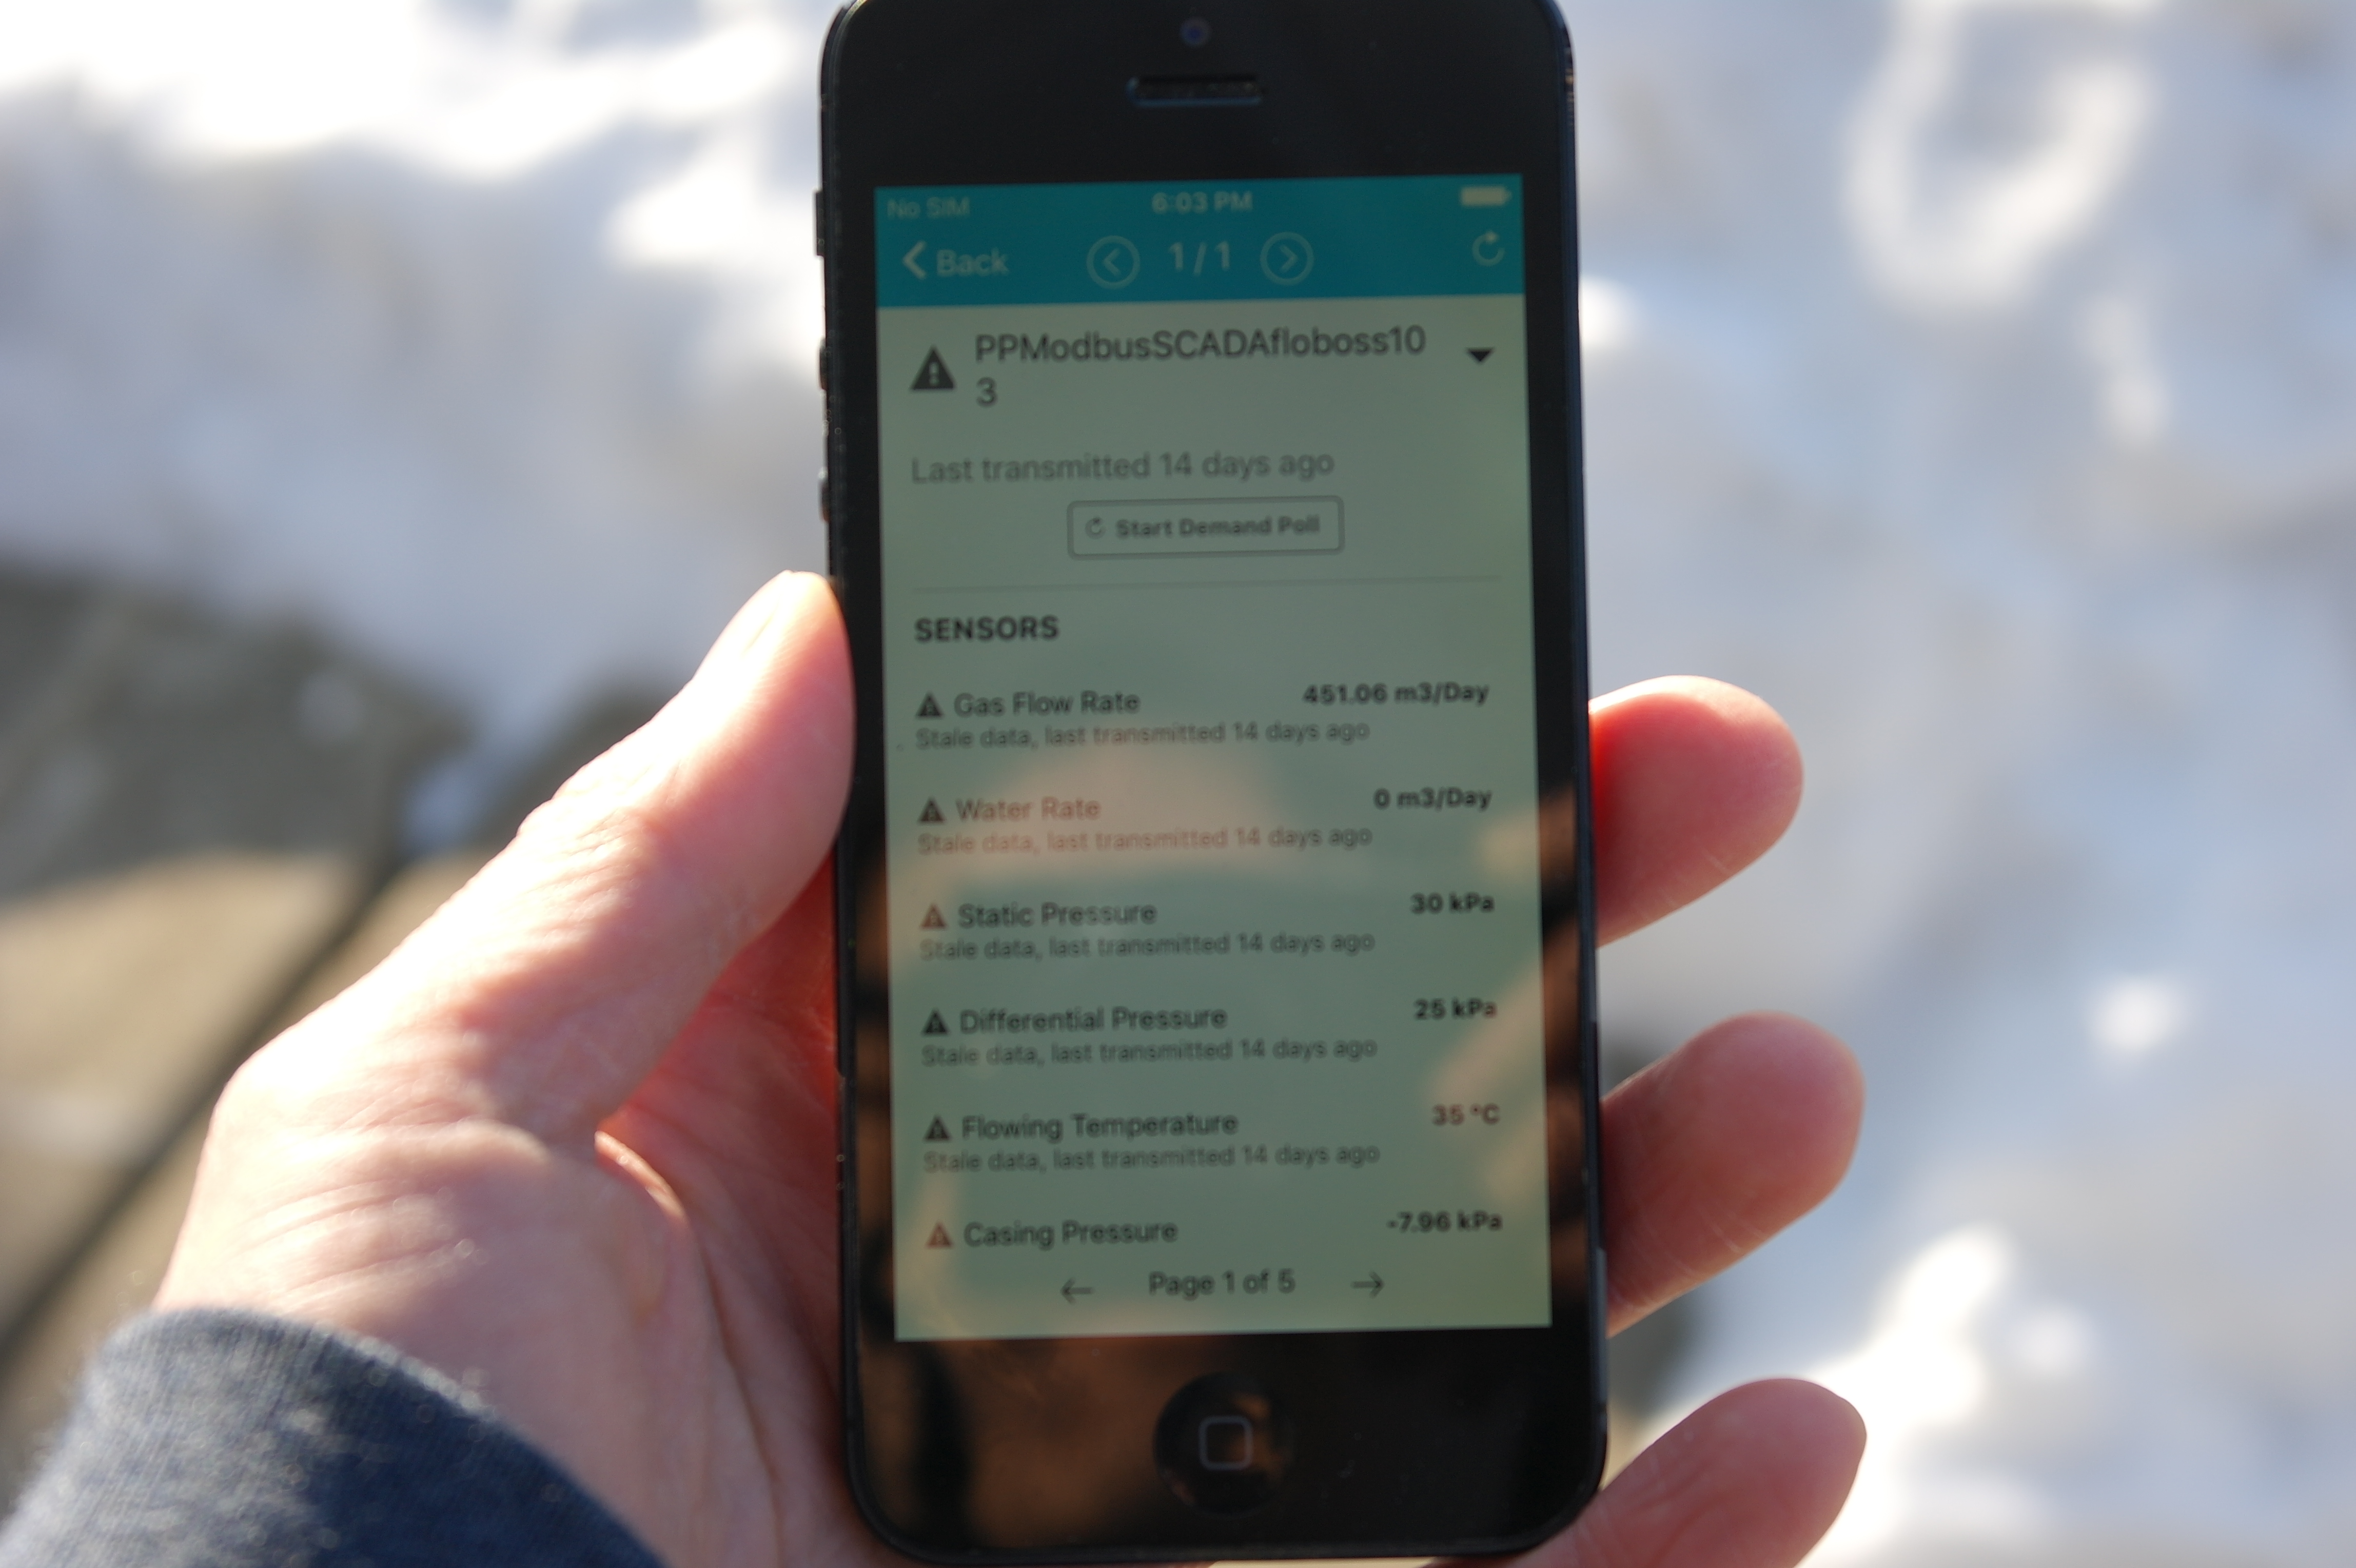 No SIM 6:03 PM
Back 1/1
PPModbusSCADAfloboss10
3
Last transmitted 14 days ago
Start Demand Poll
SENSORS
Gas Flow Rate 451.06 m3/Day
Stale data, last transmitted 14 days ago
Water Rate 0 m3/Day
Stale data, last transmitted 14 days ago
Static Pressure 30 kPa
Stale data, last transmitted 14 days ago
Differential Pressure 25 kPa
Stale data, last transmitted 14 days ago
Flowing Temperature 35 °C
Stale data, last transmitted 14 days ago
Casing Pressure -7.96 kPa
Page 1 of 5